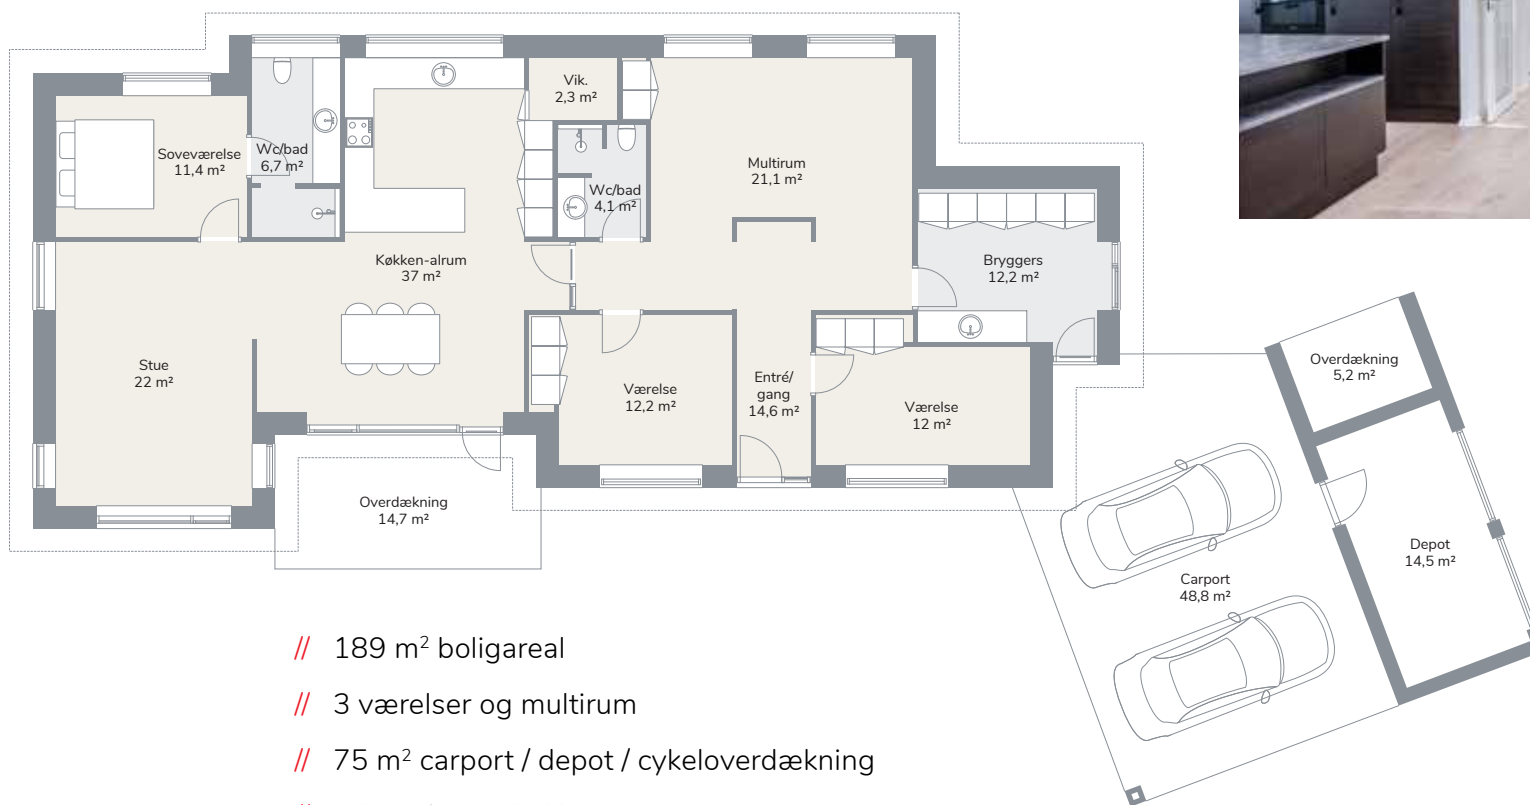 Vik.
2,3 m²
Soveværelse
11,4 m²
Wc/bad
6,7 m²
Multirum
21,1 m²
Wc/bad
4,1 m²
Køkken-alrum
37 m²
Bryggers
12,2 m²
Stue
22 m²
Værelse
12,2 m²
Entré/
gang
14,6 m²
Værelse
12 m²
Overdækning
5,2 m²
Overdækning
14,7 m²
Depot
14,5 m²
Carport
48,8 m²
// 189 m² boligareal
// 3 værelser og multirum
// 75 m² carport / depot / cykeloverdækning
//